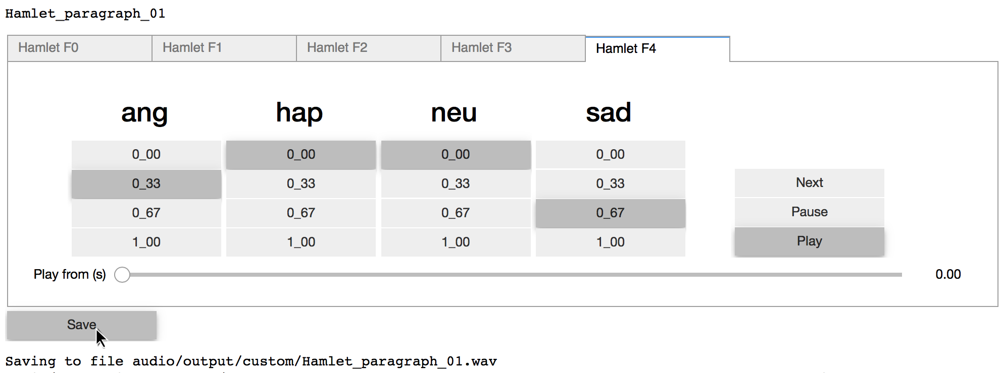 Hamlet_paragraph_01
Hamlet F0 Hamlet F1 Hamlet F2 Hamlet F3 Hamlet F4
ang hap neu sad
0_00 0_00 0_00 0_00
0_33 0_33 0_33 0_33 Next
0_67 0_67 0_67 0_67 Pause
1_00 1_00 1_00 1_00 Play
Play from (s) 0.00
Save
Saving to file audio/output/custom/Hamlet_paragraph_01.wav